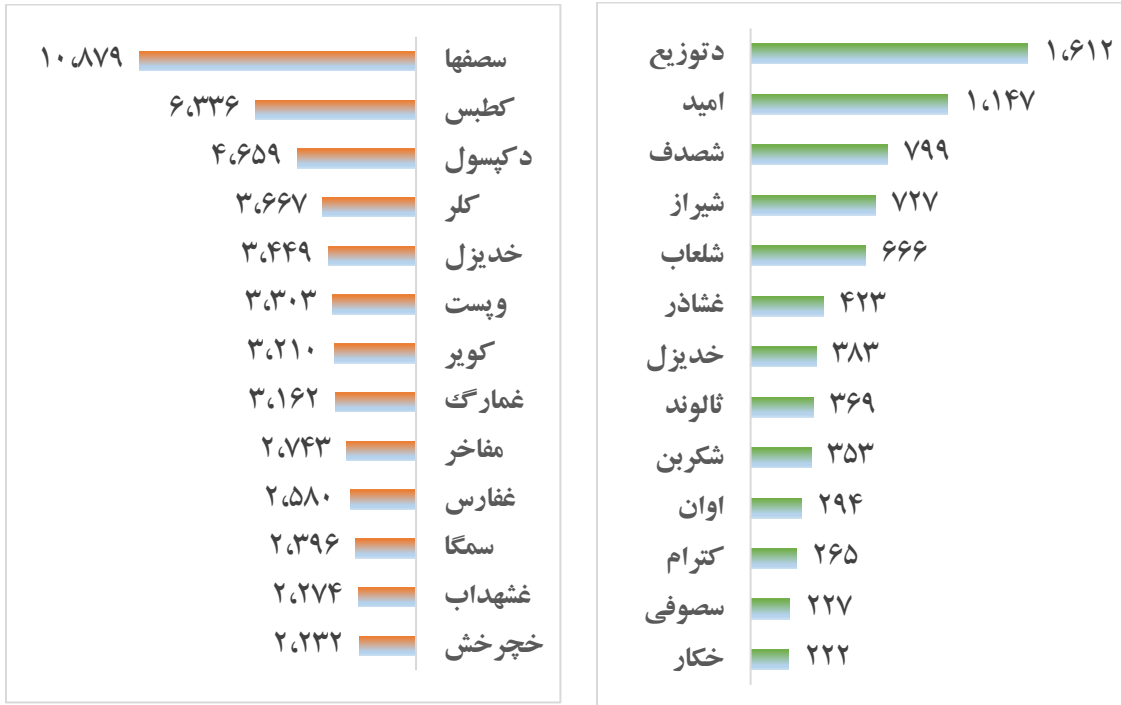 سصفها ۱۰،۸۷۹
کطبس ۶،۳۳۶
دکپسول ۴،۶۵۹
کلر ۳،۶۶۷
خدیزل ۳،۴۴۹
وپست ۳،۳۰۳
کویر ۳،۲۱۰
غمارگ ۳،۱۶۲
مفاخر ۲،۷۴۳
غفارس ۲،۵۸۰
سمگا ۲،۳۹۶
غشهداب ۲،۲۷۴
خچرخش ۲،۲۳۲
دتوزیع ۱،۶۱۲
امید ۱،۱۴۷
شصدف ۷۹۹
شیراز ۷۲۷
شلعاب ۶۶۶
غشاذر ۴۲۳
خدیزل ۳۸۳
ثالوند ۳۶۹
شکربن ۳۵۳
اوان ۲۹۴
کترام ۲۶۵
سصوفی ۲۲۷
خکار ۲۲۲